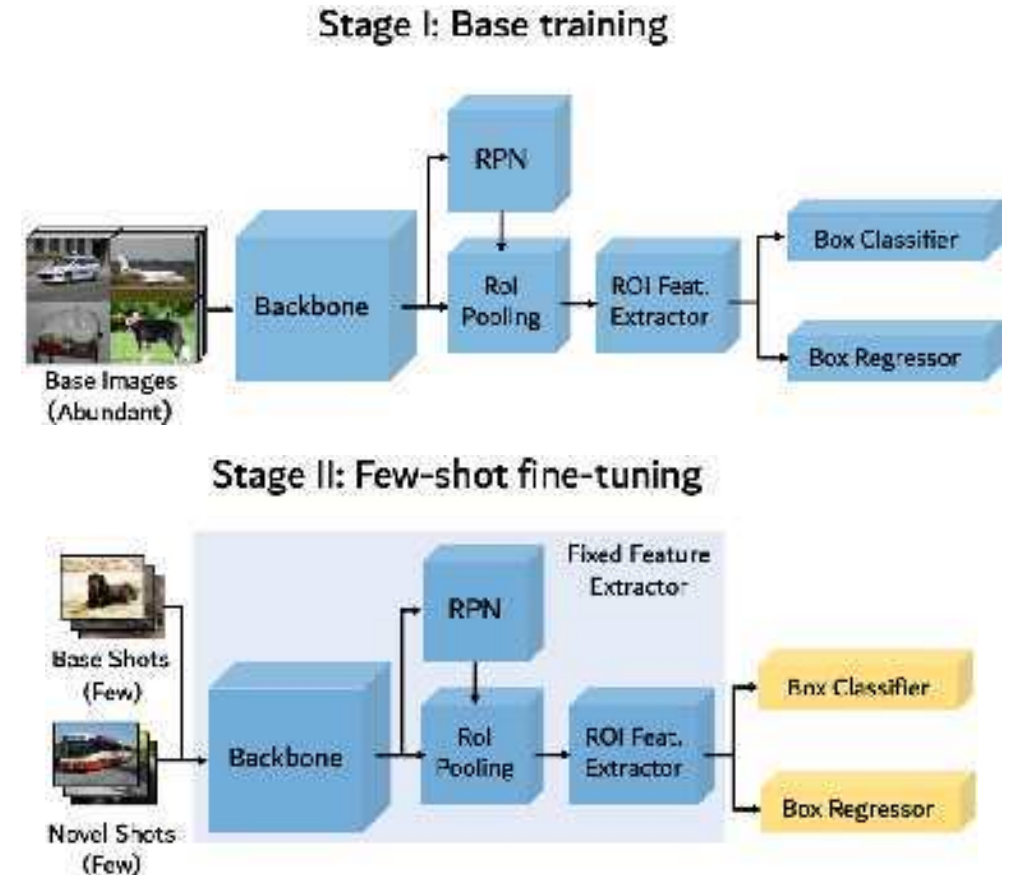 Stage I: Base training
RPN
Backbone
RoI
Pooling
ROI Feat.
Extractor
Box Classifier
Box Regressor
Base Images
(Abundant)
Stage II: Few-shot fine-tuning
Fixed Feature
Extractor
RPN
Base Shots
(Few)
Backbone
RoI
Pooling
ROI Feat.
Extractor
Box Classifier
Box Regressor
Novel Shots
(Few)